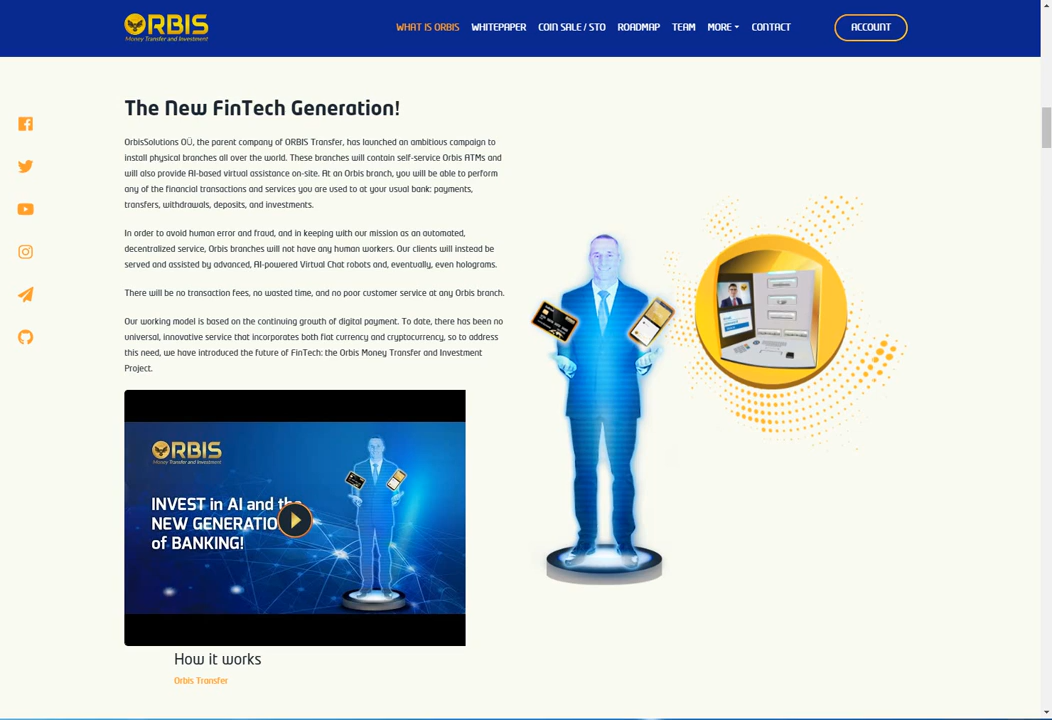 ORBIS
Money Transfer and Investment
WHAT IS ORBIS WHITEPAPER COIN SALE / STO ROADMAP TEAM MORE CONTACT ACCOUNT
The New FinTech Generation!
OrbisSolutions OÜ, the parent company of ORBIS Transfer, has launched an ambitious campaign to
install physical branches all over the world. These branches will contain self-service Orbis ATMs and
will also provide AI-based virtual assistance on-site. At an Orbis branch, you will be able to perform
any of the financial transactions and services you are used to at your usual bank: payments,
transfers, withdrawals, deposits, and investments.
In order to avoid human error and fraud, and in keeping with our mission as an automated,
decentralized service, Orbis branches will not have any human workers. Our clients will instead be
served and assisted by advanced, AI-powered Virtual Chat robots and, eventually, even holograms.
There will be no transaction fees, no wasted time, and no poor customer service at any Orbis branch.
Our working model is based on the continuing growth of digital payment. To date, there has been no
universal, innovative service that incorporates both fiat currency and cryptocurrency, so to address
this need, we have introduced the future of FinTech: the Orbis Money Transfer and Investment
Project.
ORBIS
Money Transfer and Investment
INVEST in AI and the
NEW GENERATIO
of BANKING!
How it works
Orbis Transfer